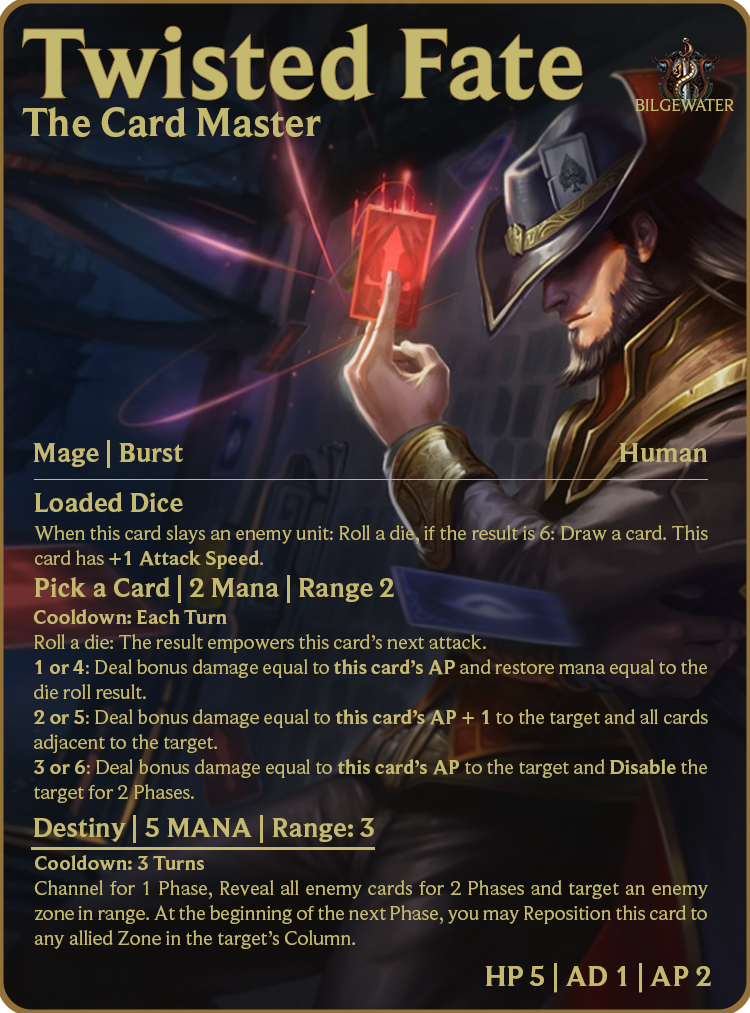 Twisted Fate
The Card Master
BILGEWATER
Mage | Burst
Human
Loaded Dice
When this card slays an enemy unit: Roll a die, if the result is 6: Draw a card. This
card has +1 Attack Speed.
Pick a Card | 2 Mana | Range 2
Cooldown: Each Turn
Roll a die: The result empowers this card's next attack.
1 or 4: Deal bonus damage equal to this card's AP and restore mana equal to the
die roll result.
2 or 5: Deal bonus damage equal to this card's AP + 1 to the target and all cards
adjacent to the target.
3 or 6: Deal bonus damage equal to this card's AP to the target and Disable the
target for 2 Phases.
Destiny | 5 MANA | Range: 3
Cooldown: 3 Turns
Channel for 1 Phase, Reveal all enemy cards for 2 Phases and target an enemy
zone in range. At the beginning of the next Phase, you may Reposition this card to
any allied Zone in the target's Column.
HP 5 | AD 1 | AP 2